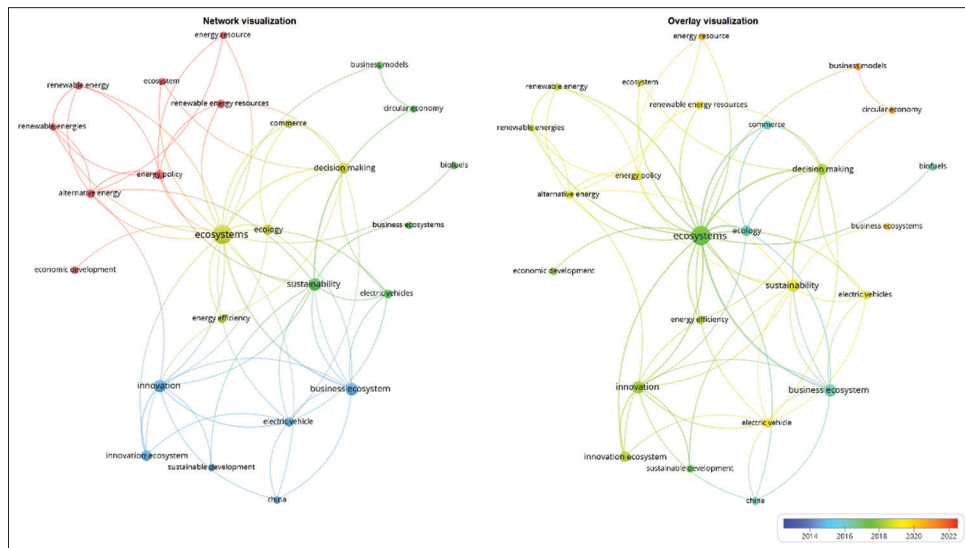 Network visualization
energy resource
business models
renewable energy
ecosystem
renewable energy resources
circular economy
renewable energies
commerce
decision making
biofuels
energy policy
alternative energy
business ecosystems
ecosystems
ecology
economic development
sustainability
electric vehicles
energy efficiency
innovation
business ecosystem
electric vehicle
innovation ecosystem
sustainable development
china
Overlay visualization
energy resource
business models
renewable energy
ecosystem
renewable energy resources
circular economy
renewable energies
commerce
decision making
biofuels
energy policy
alternative energy
business ecosystems
ecosystems
ecology
economic development
sustainability
electric vehicles
energy efficiency
innovation
business ecosystem
electric vehicle
innovation ecosystem
sustainable development
china
2014 2016 2018 2020 2022